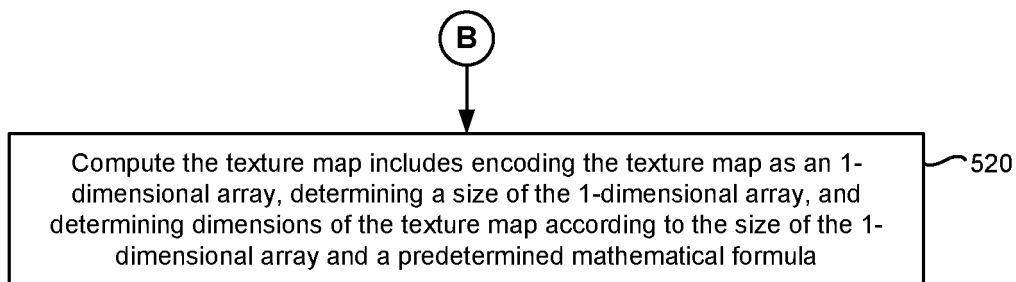 B
Compute the texture map includes encoding the texture map as an 1-
dimensional array, determining a size of the 1-dimensional array, and
determining dimensions of the texture map according to the size of the 1-
dimensional array and a predetermined mathematical formula
520